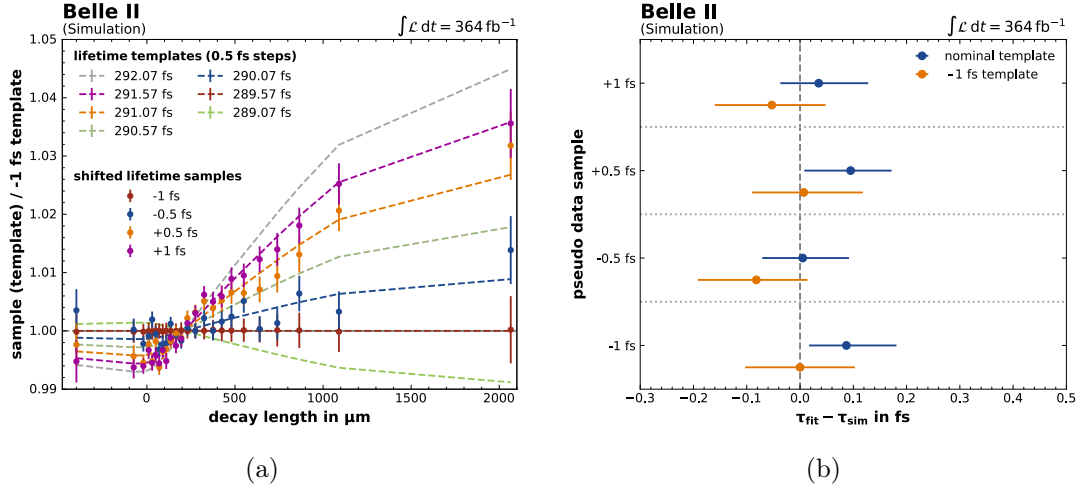 Belle II
(Simulation)
∫ℒ dt = 364 fb⁻¹
1.05
1.04
1.03
1.02
1.01
1.00
0.99
sample (template) / -1 fs template
lifetime templates (0.5 fs steps)
292.07 fs
291.57 fs
291.07 fs
290.57 fs
290.07 fs
289.57 fs
289.07 fs
shifted lifetime samples
-1 fs
-0.5 fs
+0.5 fs
+1 fs
0
500
1000
1500
2000
decay length in µm
(a)
Belle II
(Simulation)
∫ℒ dt = 364 fb⁻¹
nominal template
-1 fs template
pseudo data sample
+1 fs
+0.5 fs
-0.5 fs
-1 fs
−0.3
−0.2
−0.1
0.0
0.1
0.2
0.3
0.4
0.5
τfit − τsim in fs
(b)